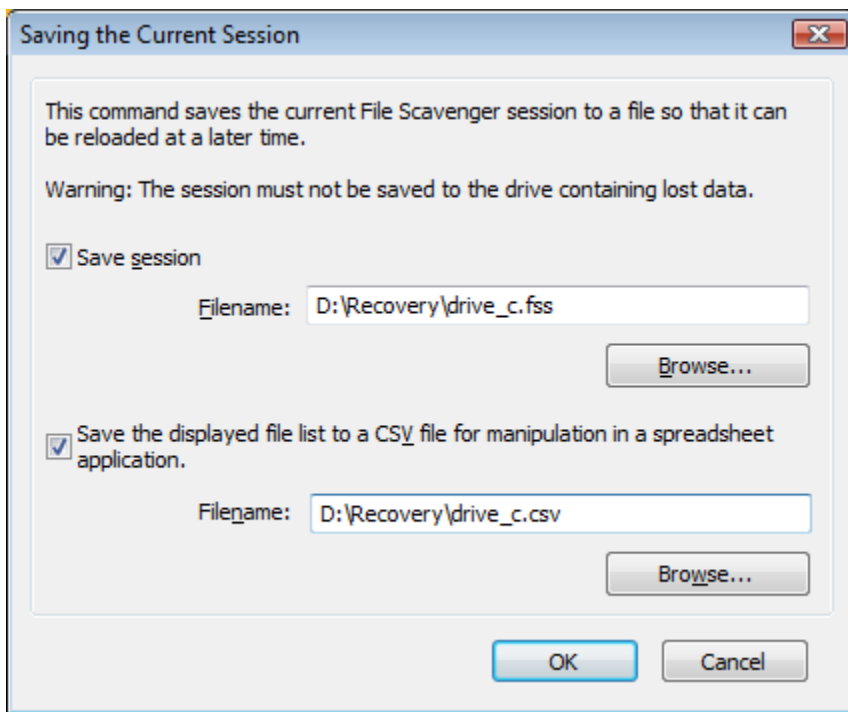 Saving the Current Session
This command saves the current File Scavenger session to a file so that it can
be reloaded at a later time.
Warning: The session must not be saved to the drive containing lost data.
Save session
Filename: D:\Recovery\drive_c.fss
Browse...
Save the displayed file list to a CSV file for manipulation in a spreadsheet
application.
Filename: D:\Recovery\drive_c.csv
Browse...
OK Cancel